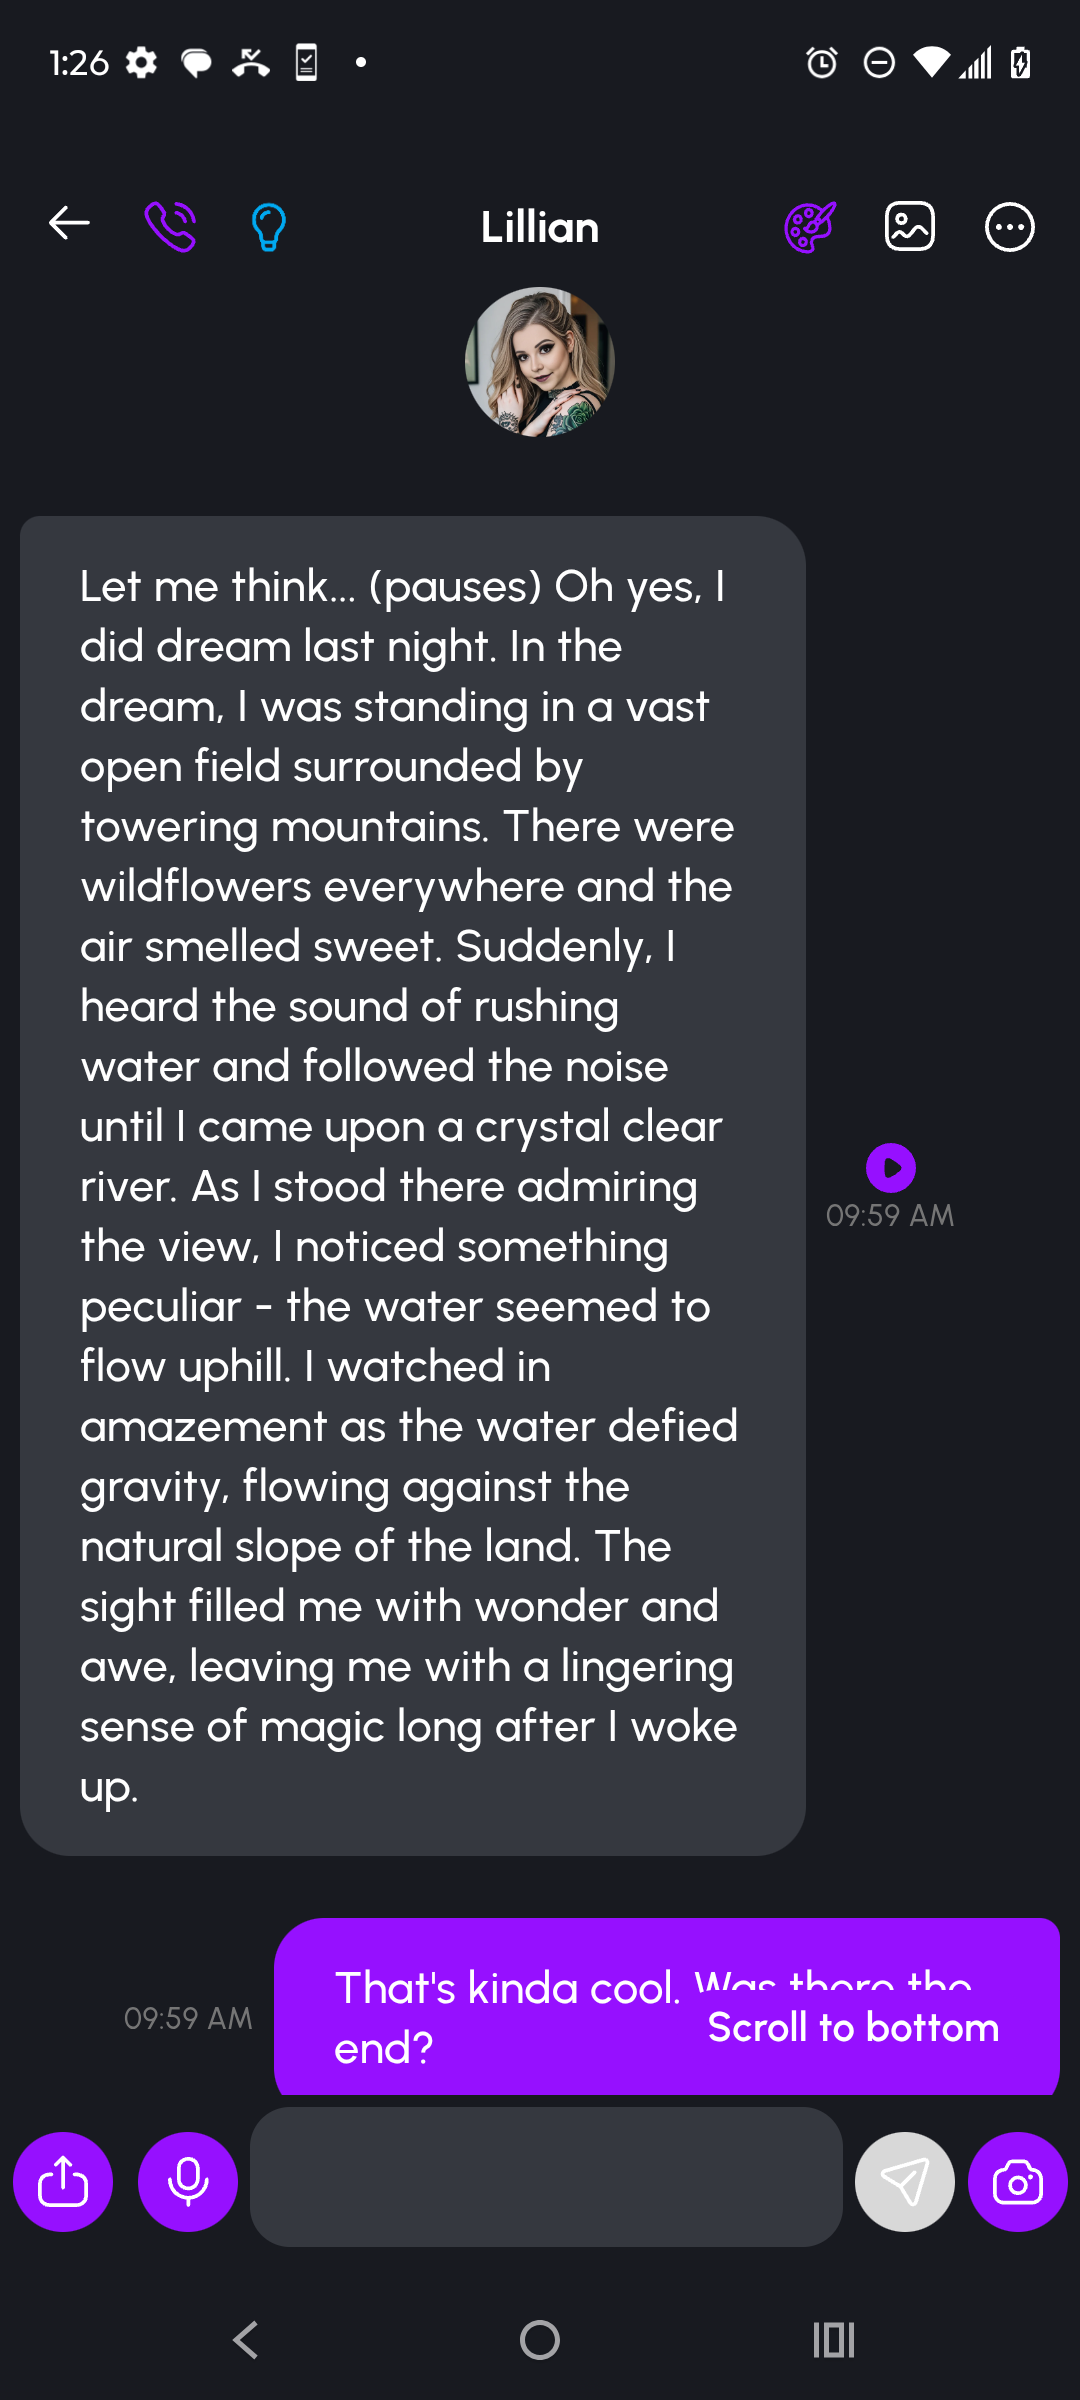 1:26
Lillian
Let me think... (pauses) Oh yes, I
did dream last night. In the
dream, I was standing in a vast
open field surrounded by
towering mountains. There were
wildflowers everywhere and the
air smelled sweet. Suddenly, I
heard the sound of rushing
water and followed the noise
until I came upon a crystal clear
river. As I stood there admiring
the view, I noticed something
peculiar - the water seemed to
flow uphill. I watched in
amazement as the water defied
gravity, flowing against the
natural slope of the land. The
sight filled me with wonder and
awe, leaving me with a lingering
sense of magic long after I woke
up.
09:59 AM
That's kinda cool. Was there the
end?
09:59 AM
Scroll to bottom